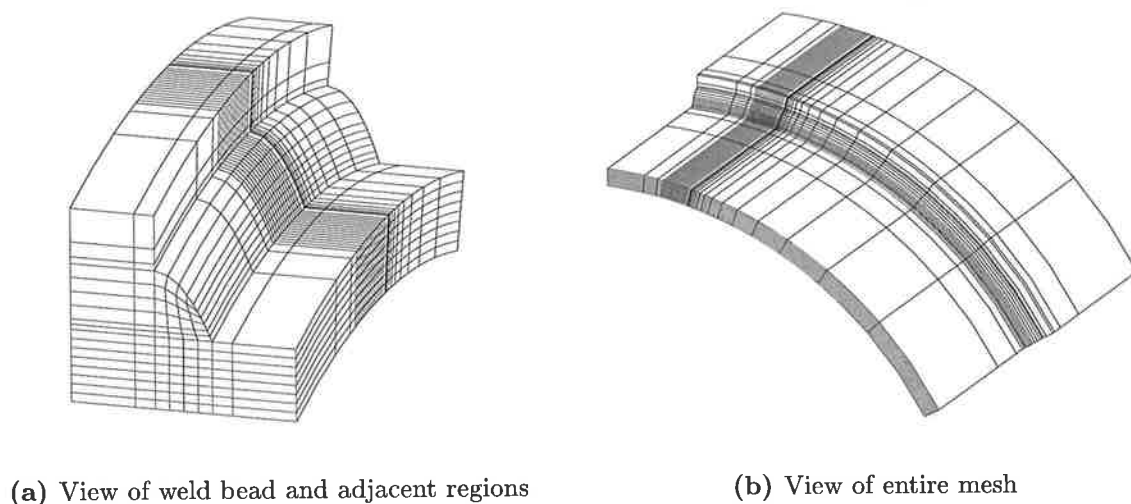 (a) View of weld bead and adjacent regions
(b) View of entire mesh